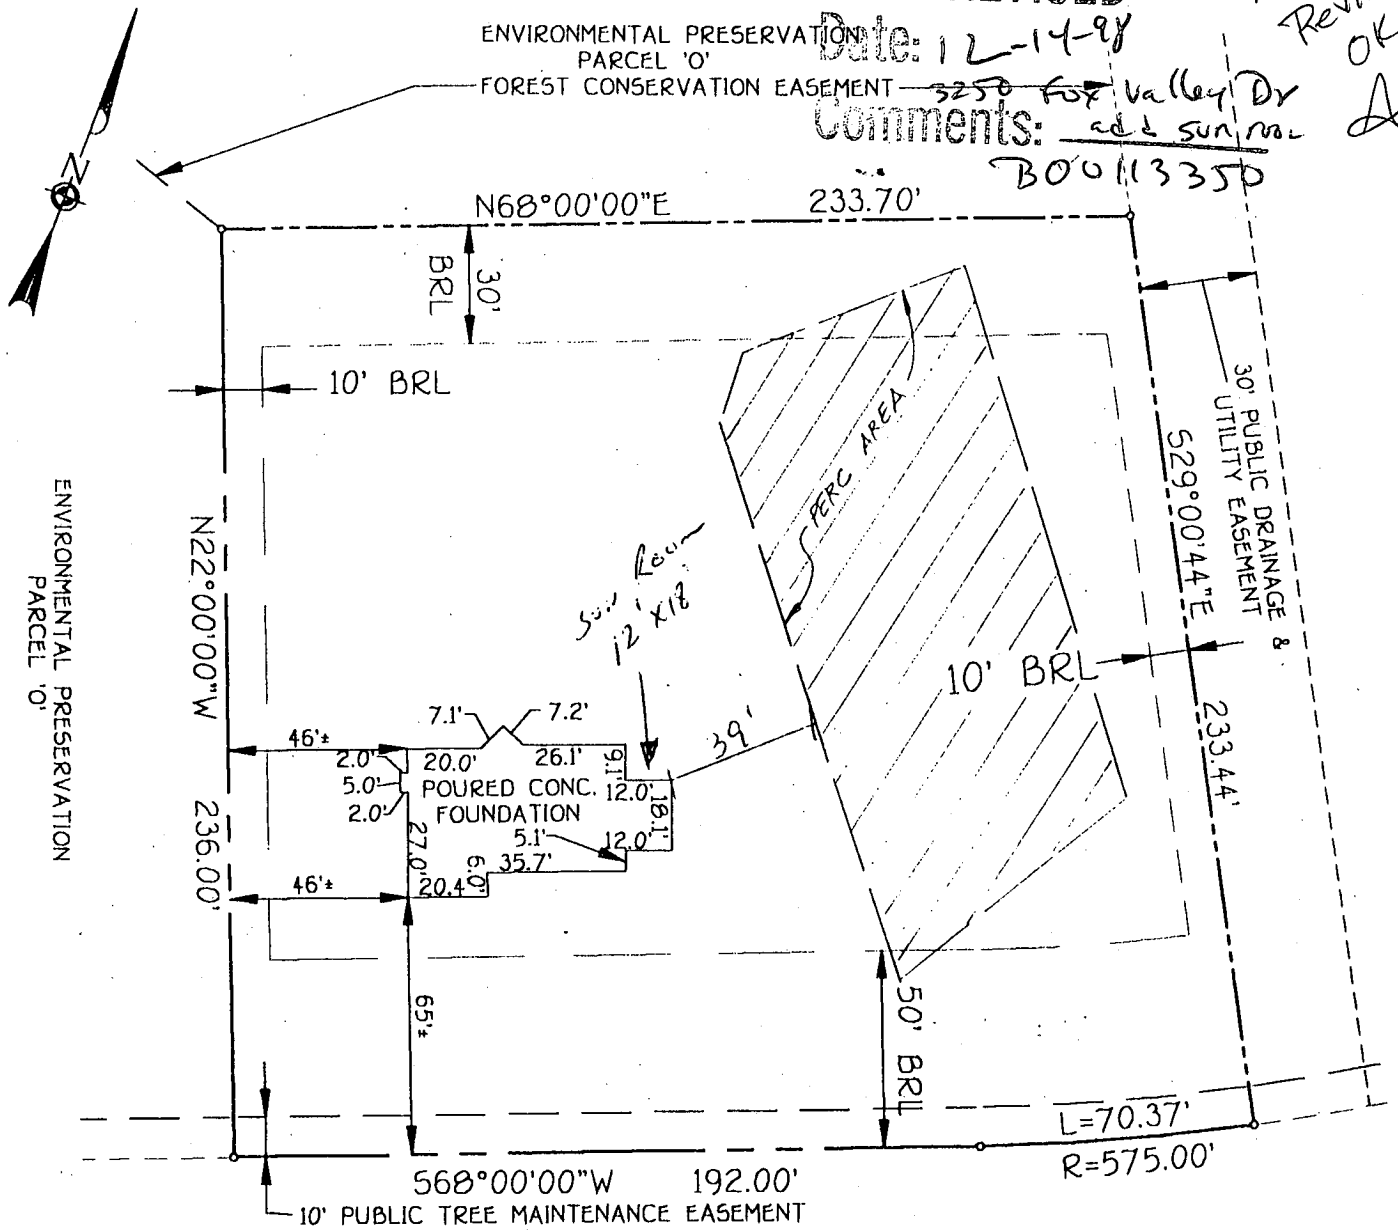 ENVIRONMENTAL PRESERVATION
PARCEL 'O'
FOREST CONSERVATION EASEMENT
Date: 12-14-98
3250 Fox Valley Dr
Comments: add sun
B00113350
OK
N
N68°00'00"E 233.70'
30'
BRL
10' BRL
PERC AREA
30' PUBLIC DRAINAGE &
UTILITY EASEMENT
S29°00'44"E 233.44'
10' BRL
ENVIRONMENTAL PRESERVATION
PARCEL 'O'
N22°00'00"W 236.00'
Sun Room
12' x 18'
39'
7.1'
7.2'
46'±
2.0'
20.0'
26.1'
9.1'
5.0'
POURED CONC.
FOUNDATION
12.0'
18.1'
2.0'
5.1'
12.0'
27.0'
35.7'
6.0'
46'±
20.4'
65'±
50' BRL
L=70.37'
R=575.00'
S68°00'00"W 192.00'
10' PUBLIC TREE MAINTENANCE EASEMENT